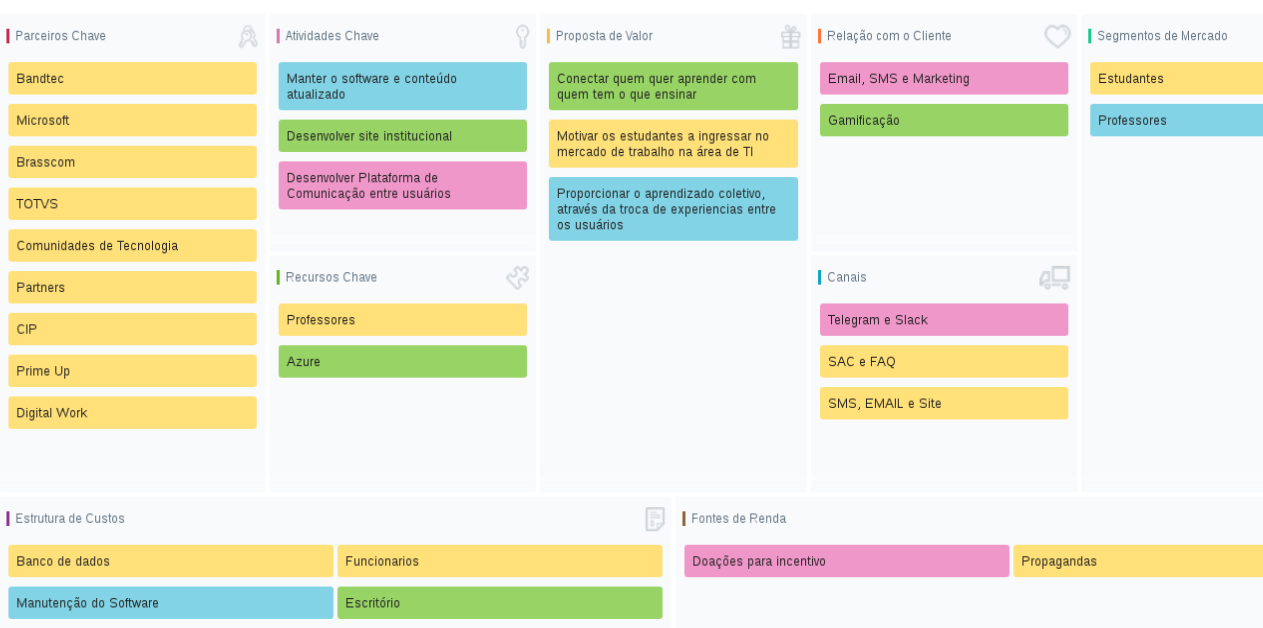 Parceiros Chave
Bandtec
Microsoft
Brasscom
TOTVS
Comunidades de Tecnologia
Partners
CIP
Prime Up
Digital Work
Atividades Chave
Manter o software e conteúdo
atualizado
Desenvolver site institucional
Desenvolver Plataforma de
Comunicação entre usuários
Recursos Chave
Professores
Azure
Proposta de Valor
Conectar quem quer aprender com
quem tem o que ensinar
Motivar os estudantes a ingressar no
mercado de trabalho na área de TI
Proporcionar o aprendizado coletivo,
através da troca de experiencias entre
os usuários
Relação com o Cliente
Email, SMS e Marketing
Gamificação
Canais
Telegram e Slack
SAC e FAQ
SMS, EMAIL e Site
Segmentos de Mercado
Estudantes
Professores
Estrutura de Custos
Banco de dados
Funcionarios
Manutenção do Software
Escritório
Fontes de Renda
Doações para incentivo
Propagandas